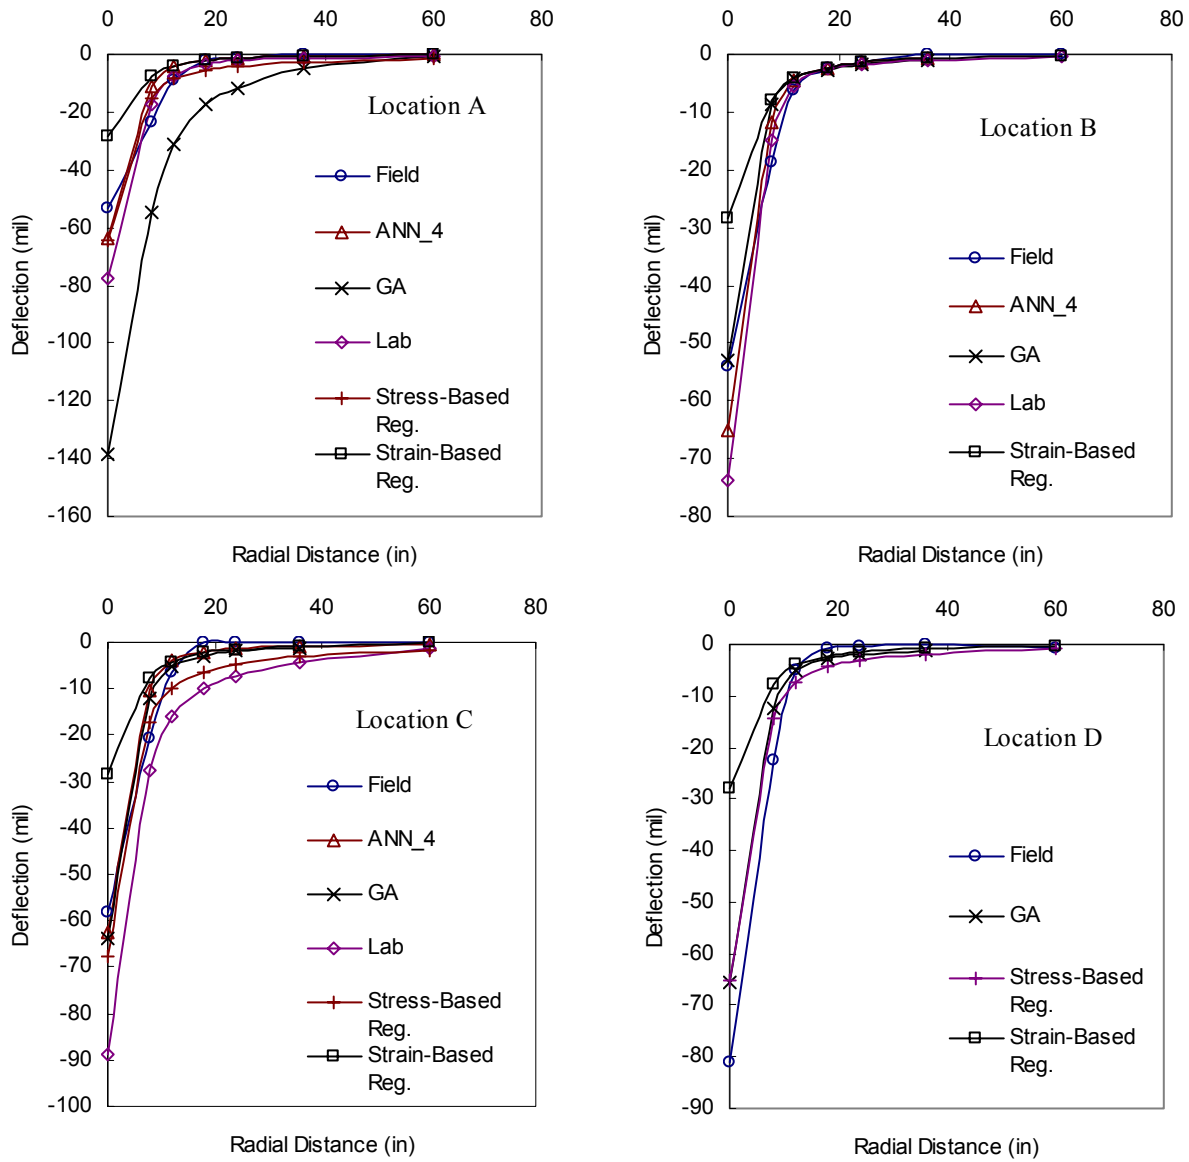 0 20 40 60 80
0
-20
-40
-60
-80
-100
-120
-140
-160
Deflection (mil)
Radial Distance (in)
Location A
Field
ANN_4
GA
Lab
Stress-Based
Reg.
Strain-Based
Reg.
0 20 40 60 80
0
-10
-20
-30
-40
-50
-60
-70
-80
Deflection (mil)
Radial Distance (in)
Location B
Field
ANN_4
GA
Lab
Strain-Based
Reg.
0 20 40 60 80
0
-10
-20
-30
-40
-50
-60
-70
-80
-90
-100
Deflection (mil)
Radial Distance (in)
Location C
Field
ANN_4
GA
Lab
Stress-Based
Reg.
Strain-Based
Reg.
0 20 40 60 80
0
-10
-20
-30
-40
-50
-60
-70
-80
-90
Deflection (mil)
Radial Distance (in)
Location D
Field
GA
Stress-Based
Reg.
Strain-Based
Reg.